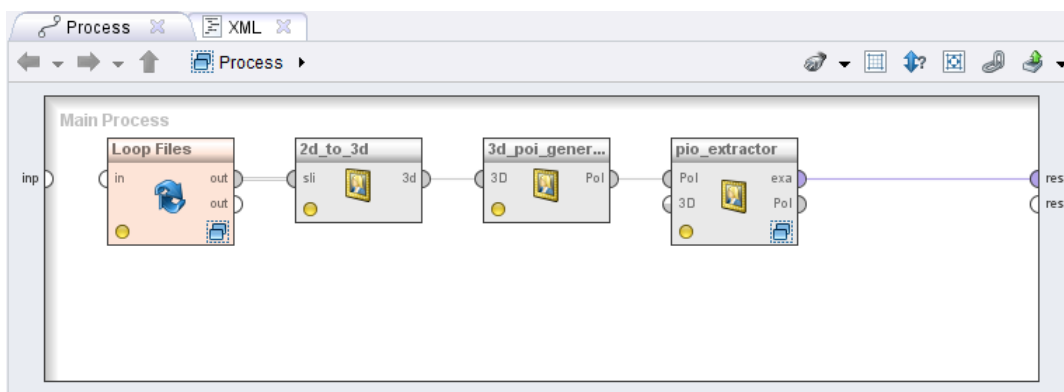 Process
XML
Process
Main Process
Loop Files
2d_to_3d
3d_poi_gener...
pio_extractor
inp
in
out
sli
3d
3D
PoI
PoI
exa
res
out
3D
PoI
res